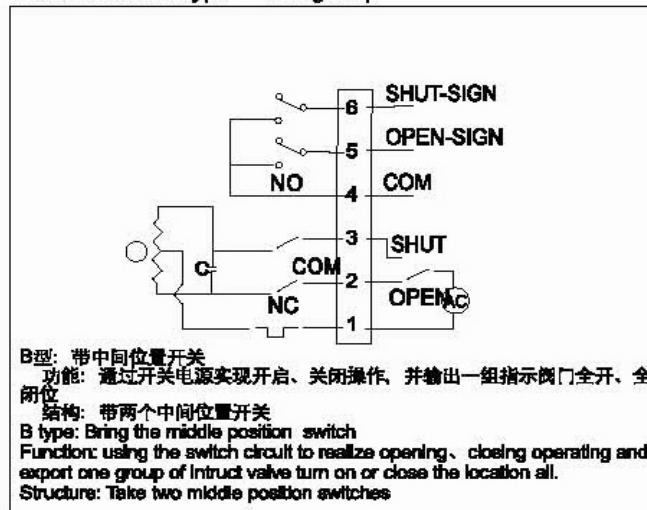 6 SHUT-SIGN
5 OPEN-SIGN
NO 4 COM
3 SHUT
C COM 2
NC OPEN AC
1
B型: 带中间位置开关
功能: 通过开关电源实现开启、关闭操作, 并输出一组指示阀门全开、全
闭位
结构: 带两个中间位置开关
B type: Bring the middle position switch
Function: using the switch circuit to realize opening、closing operating and
export one group of intruct valve turn on or close the location all.
Structure: Take two middle position switches